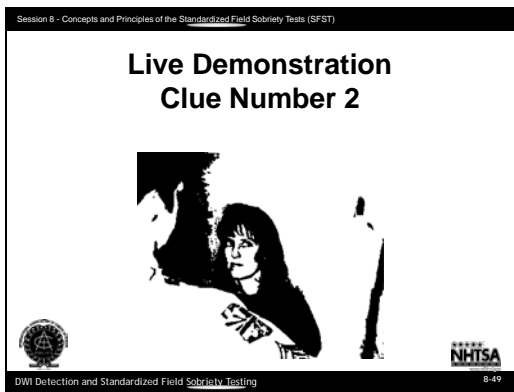 Session 8 - Concepts and Principles of the Standardized Field Sobriety Tests (SFST)
Live Demonstration
Clue Number 2
NHTSA
DWI Detection and Standardized Field Sobriety Testing
8-49